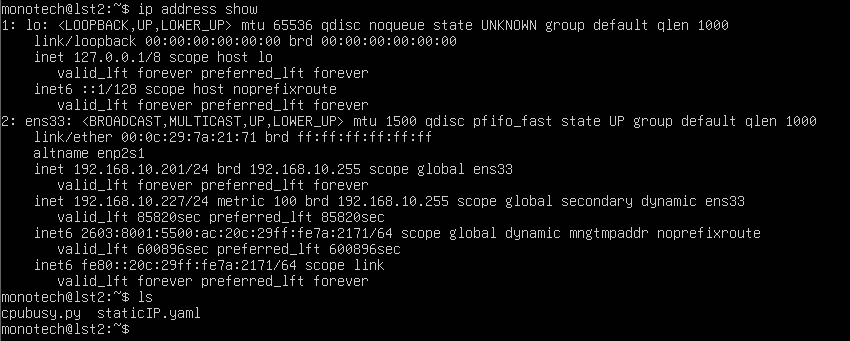 monotech@lst2:~$ ip address show
1: lo: <LOOPBACK,UP,LOWER_UP> mtu 65536 qdisc noqueue state UNKNOWN group default qlen 1000
    link/loopback 00:00:00:00:00:00 brd 00:00:00:00:00:00
    inet 127.0.0.1/8 scope host lo
       valid_lft forever preferred_lft forever
    inet6 ::1/128 scope host noprefixroute
       valid_lft forever preferred_lft forever
2: ens33: <BROADCAST,MULTICAST,UP,LOWER_UP> mtu 1500 qdisc pfifo_fast state UP group default qlen 1000
    link/ether 00:0c:29:7a:21:71 brd ff:ff:ff:ff:ff:ff
    altname enp2s1
    inet 192.168.10.201/24 brd 192.168.10.255 scope global ens33
       valid_lft forever preferred_lft forever
    inet 192.168.10.227/24 metric 100 brd 192.168.10.255 scope global secondary dynamic ens33
       valid_lft 85820sec preferred_lft 85820sec
    inet6 2603:8001:5500:ac:20c:29ff:fe7a:2171/64 scope global dynamic mngtmpaddr noprefixroute
       valid_lft 600896sec preferred_lft 600896sec
    inet6 fe80::20c:29ff:fe7a:2171/64 scope link
       valid_lft forever preferred_lft forever
monotech@lst2:~$ ls
cpubusy.py  staticIP.yaml
monotech@lst2:~$